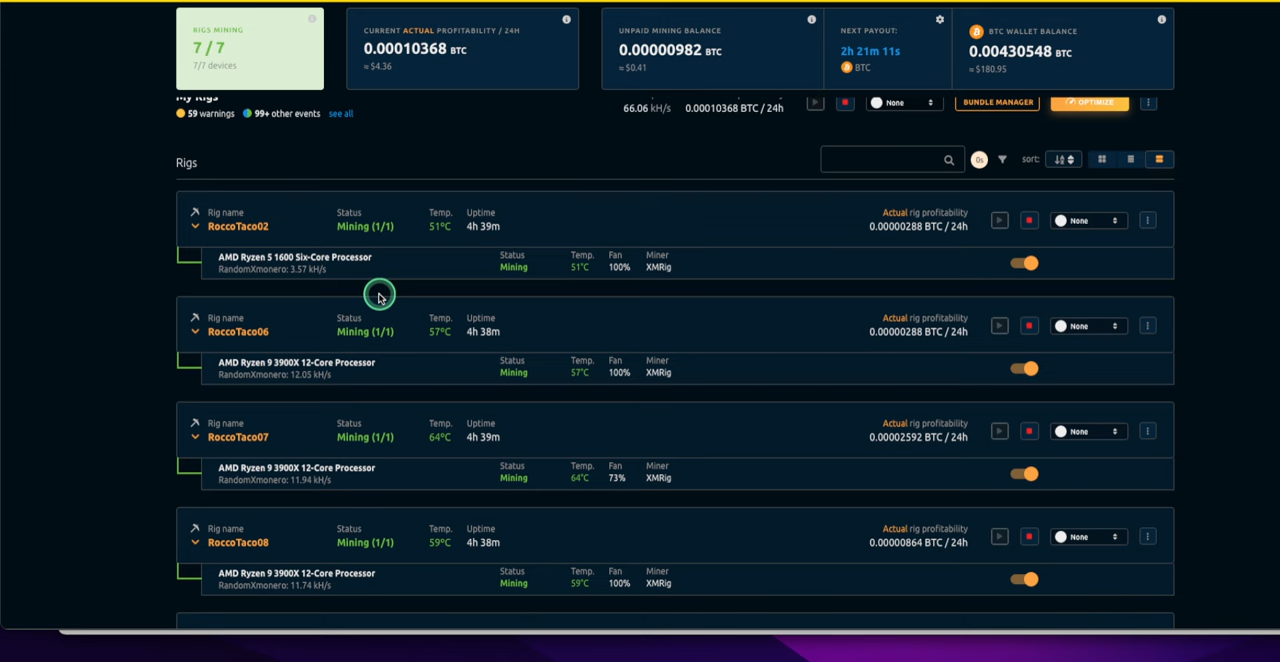 RIGS MINING
7 / 7
7/7 devices
CURRENT ACTUAL PROFITABILITY / 24H
0.00010368 BTC
≈ $4.36
UNPAID MINING BALANCE
0.00000982 BTC
≈ $0.41
NEXT PAYOUT:
2h 21m 11s
BTC
BTC WALLET BALANCE
0.00430548 BTC
≈ $180.95
My Rigs
59 warnings 99+ other events see all
66.06 kH/s 0.00010368 BTC / 24h None BUNDLE MANAGER OPTIMIZE
Rigs
0s sort:
Rig name Status Temp. Uptime Actual rig profitability
RoccoTaco02 Mining (1/1) 51°C 4h 39m 0.00000288 BTC / 24h None
AMD Ryzen 5 1600 Six-Core Processor Status Temp. Fan Miner
RandomXmonero: 3.57 kH/s Mining 51°C 100% XMRig
Rig name Status Temp. Uptime Actual rig profitability
RoccoTaco06 Mining (1/1) 57°C 4h 38m 0.00000288 BTC / 24h None
AMD Ryzen 9 3900X 12-Core Processor Status Temp. Fan Miner
RandomXmonero: 12.05 kH/s Mining 57°C 100% XMRig
Rig name Status Temp. Uptime Actual rig profitability
RoccoTaco07 Mining (1/1) 64°C 4h 39m 0.00002592 BTC / 24h None
AMD Ryzen 9 3900X 12-Core Processor Status Temp. Fan Miner
RandomXmonero: 11.94 kH/s Mining 64°C 73% XMRig
Rig name Status Temp. Uptime Actual rig profitability
RoccoTaco08 Mining (1/1) 59°C 4h 38m 0.00000864 BTC / 24h None
AMD Ryzen 9 3900X 12-Core Processor Status Temp. Fan Miner
RandomXmonero: 11.74 kH/s Mining 59°C 100% XMRig